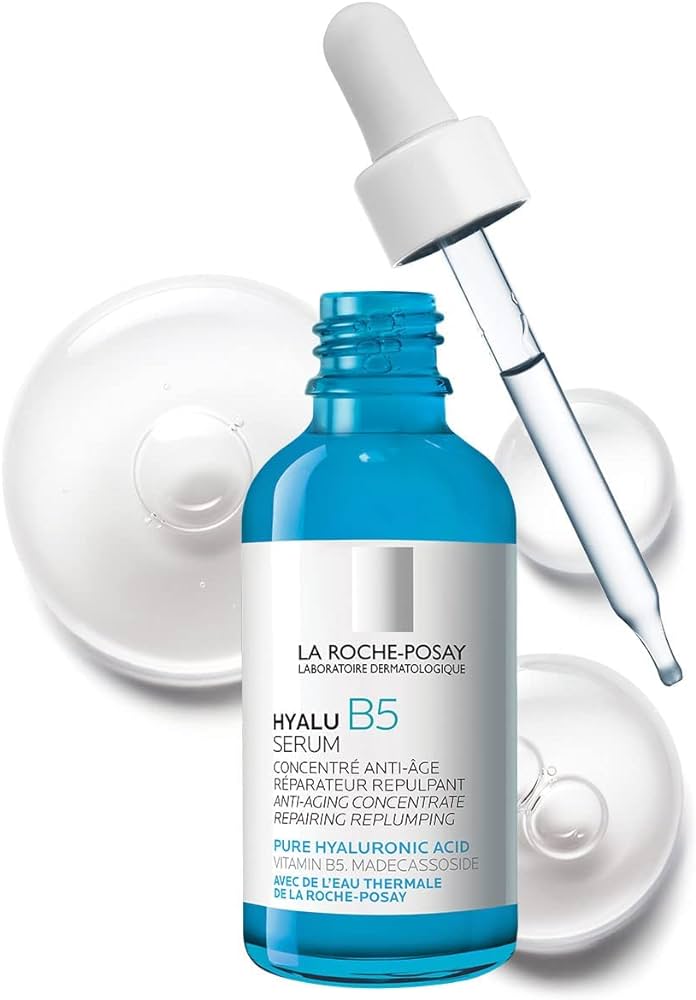 LA ROCHE-POSAY
LABORATOIRE DERMATOLOGIQUE
HYALU B5
SERUM
CONCENTRÉ ANTI-ÂGE
RÉPARATEUR REPULPANT
ANTI-AGING CONCENTRATE
REPAIRING REPLUMPING
PURE HYALURONIC ACID
VITAMIN B5. MADECASSOSIDE
AVEC DE L'EAU THERMALE
DE LA ROCHE-POSAY